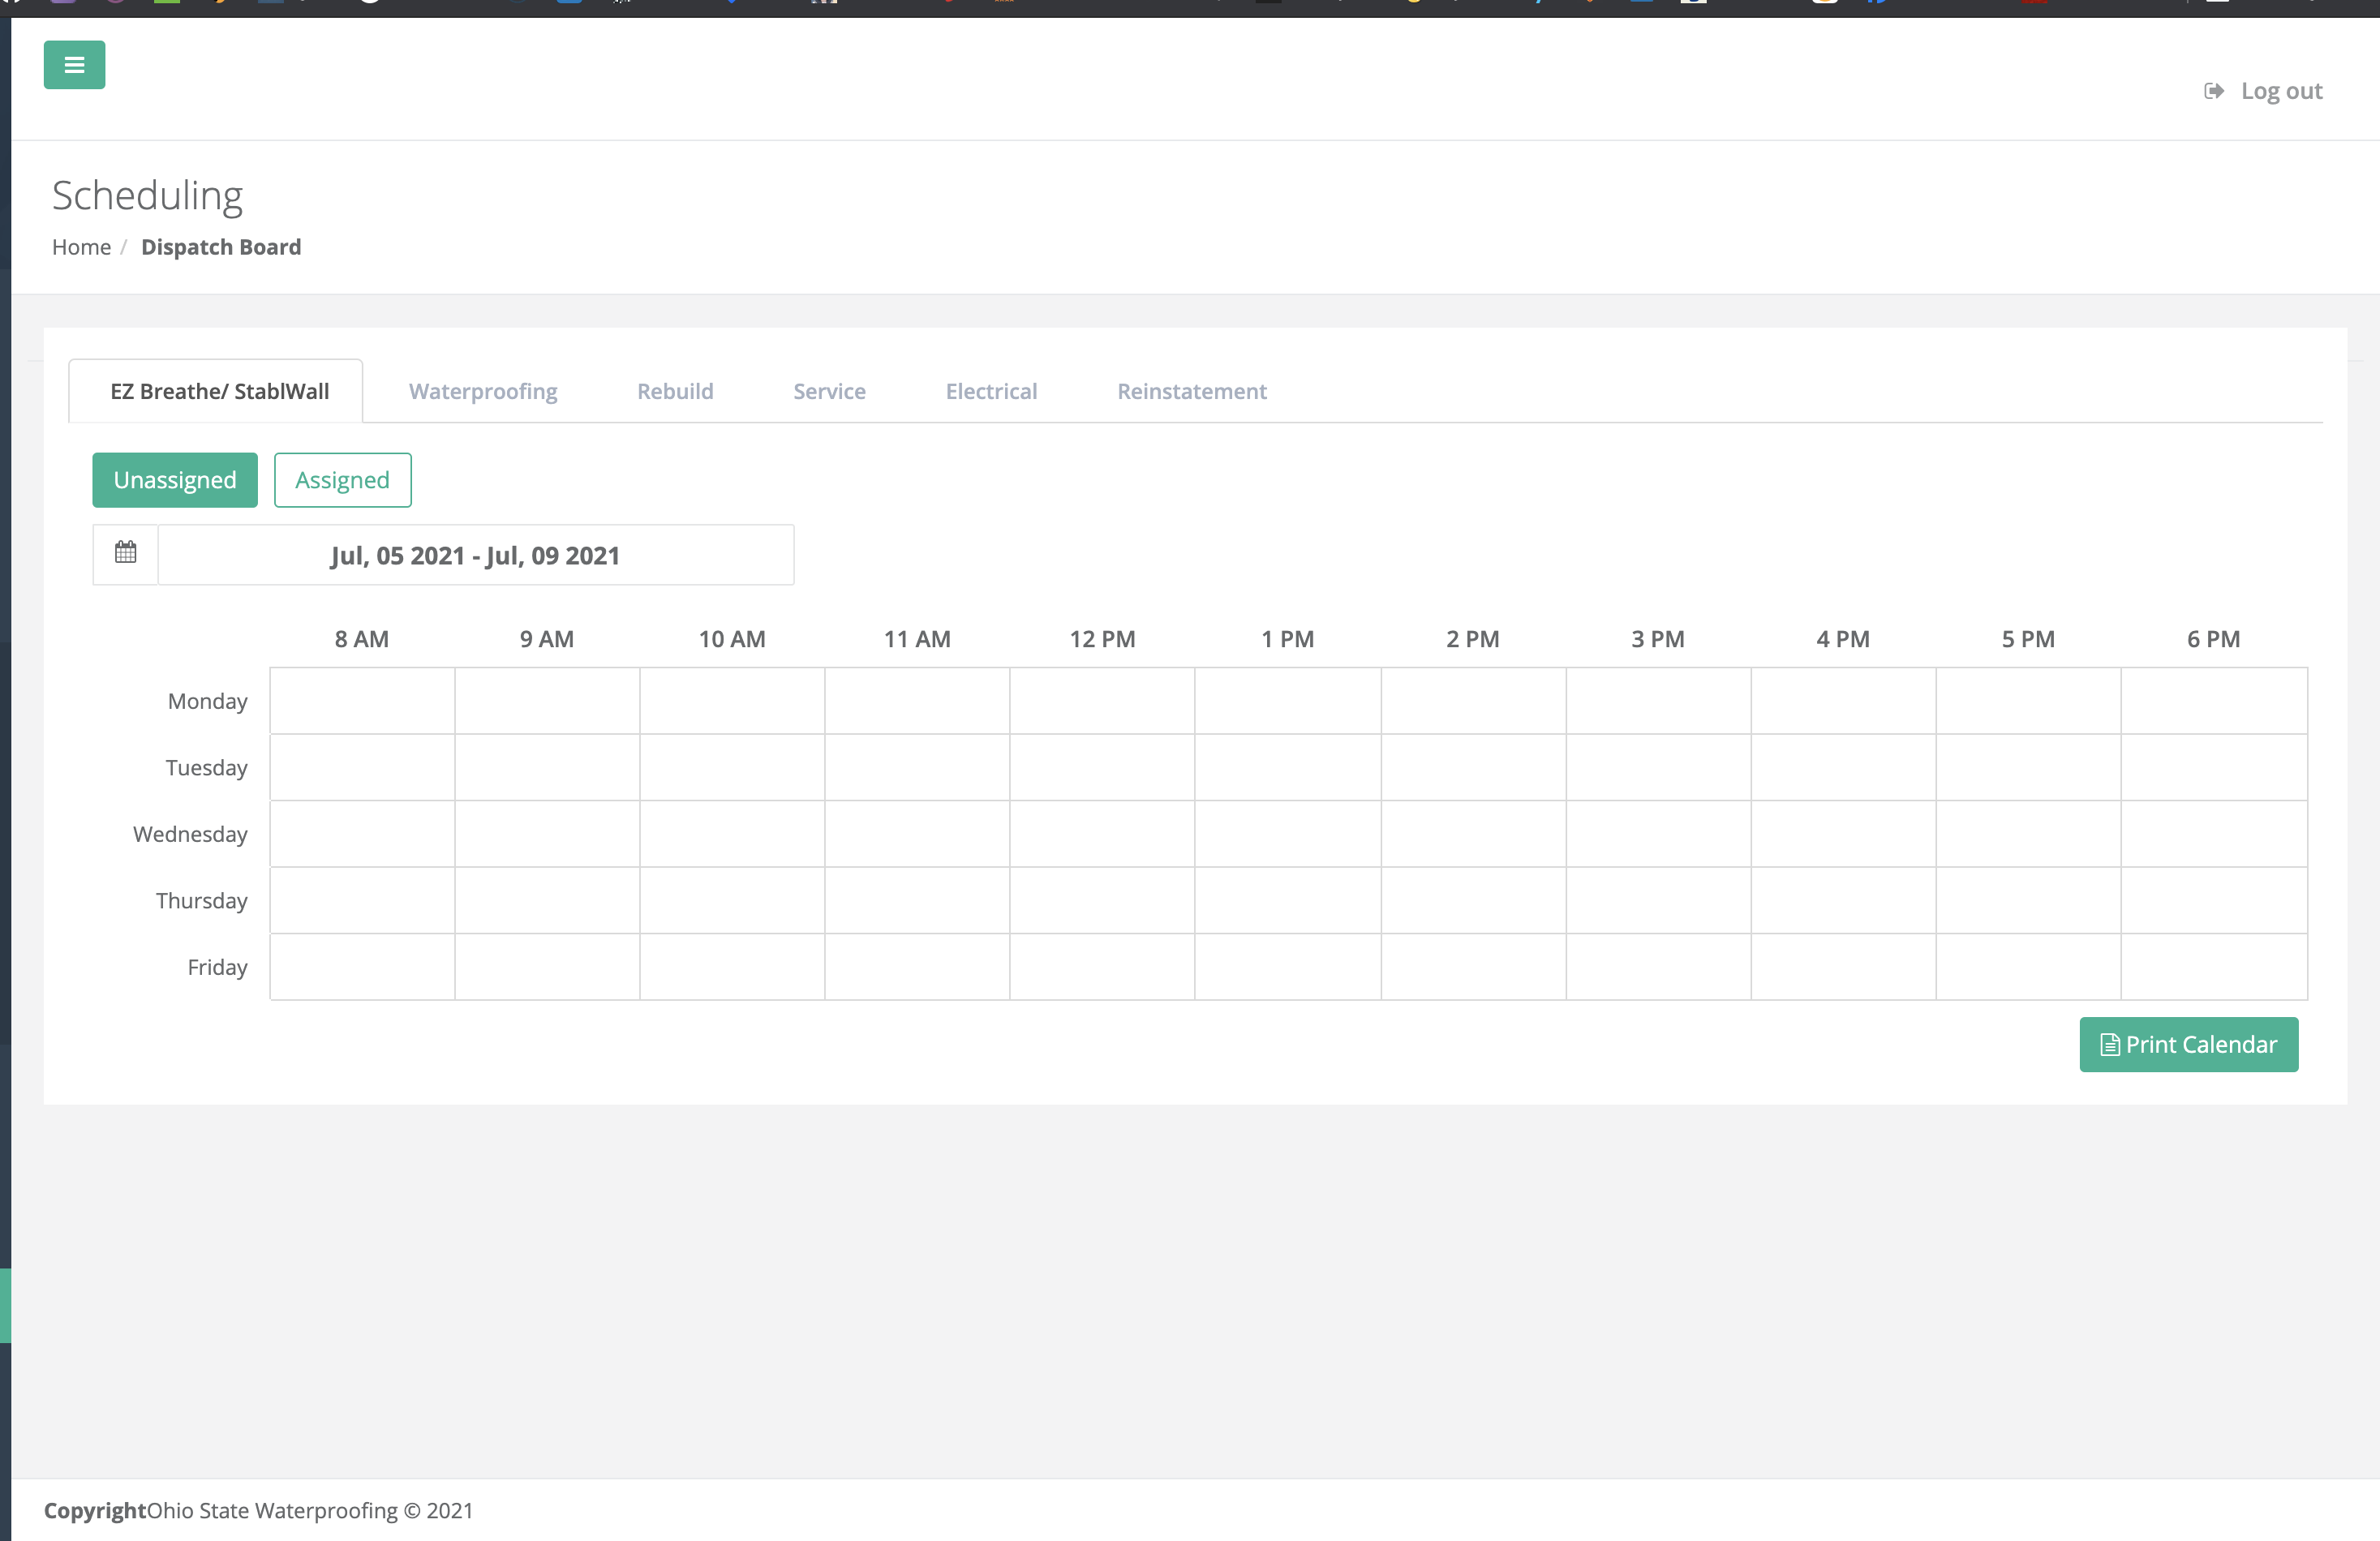 Log out
Scheduling
Home / Dispatch Board
EZ Breathe/ StablWall Waterproofing Rebuild Service Electrical Reinstatement
Unassigned Assigned
Jul, 05 2021 - Jul, 09 2021
8 AM 9 AM 10 AM 11 AM 12 PM 1 PM 2 PM 3 PM 4 PM 5 PM 6 PM
Monday
Tuesday
Wednesday
Thursday
Friday
Print Calendar
CopyrightOhio State Waterproofing © 2021